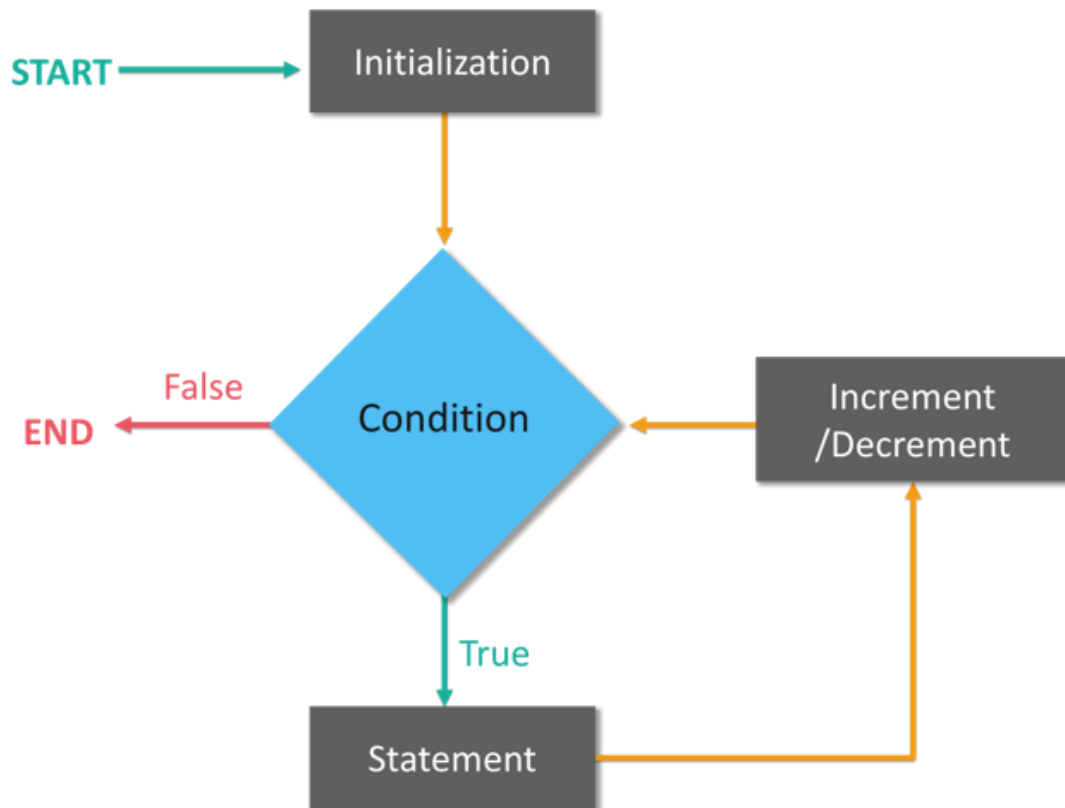 START
Initialization
Condition
False
END
Increment
/Decrement
True
Statement